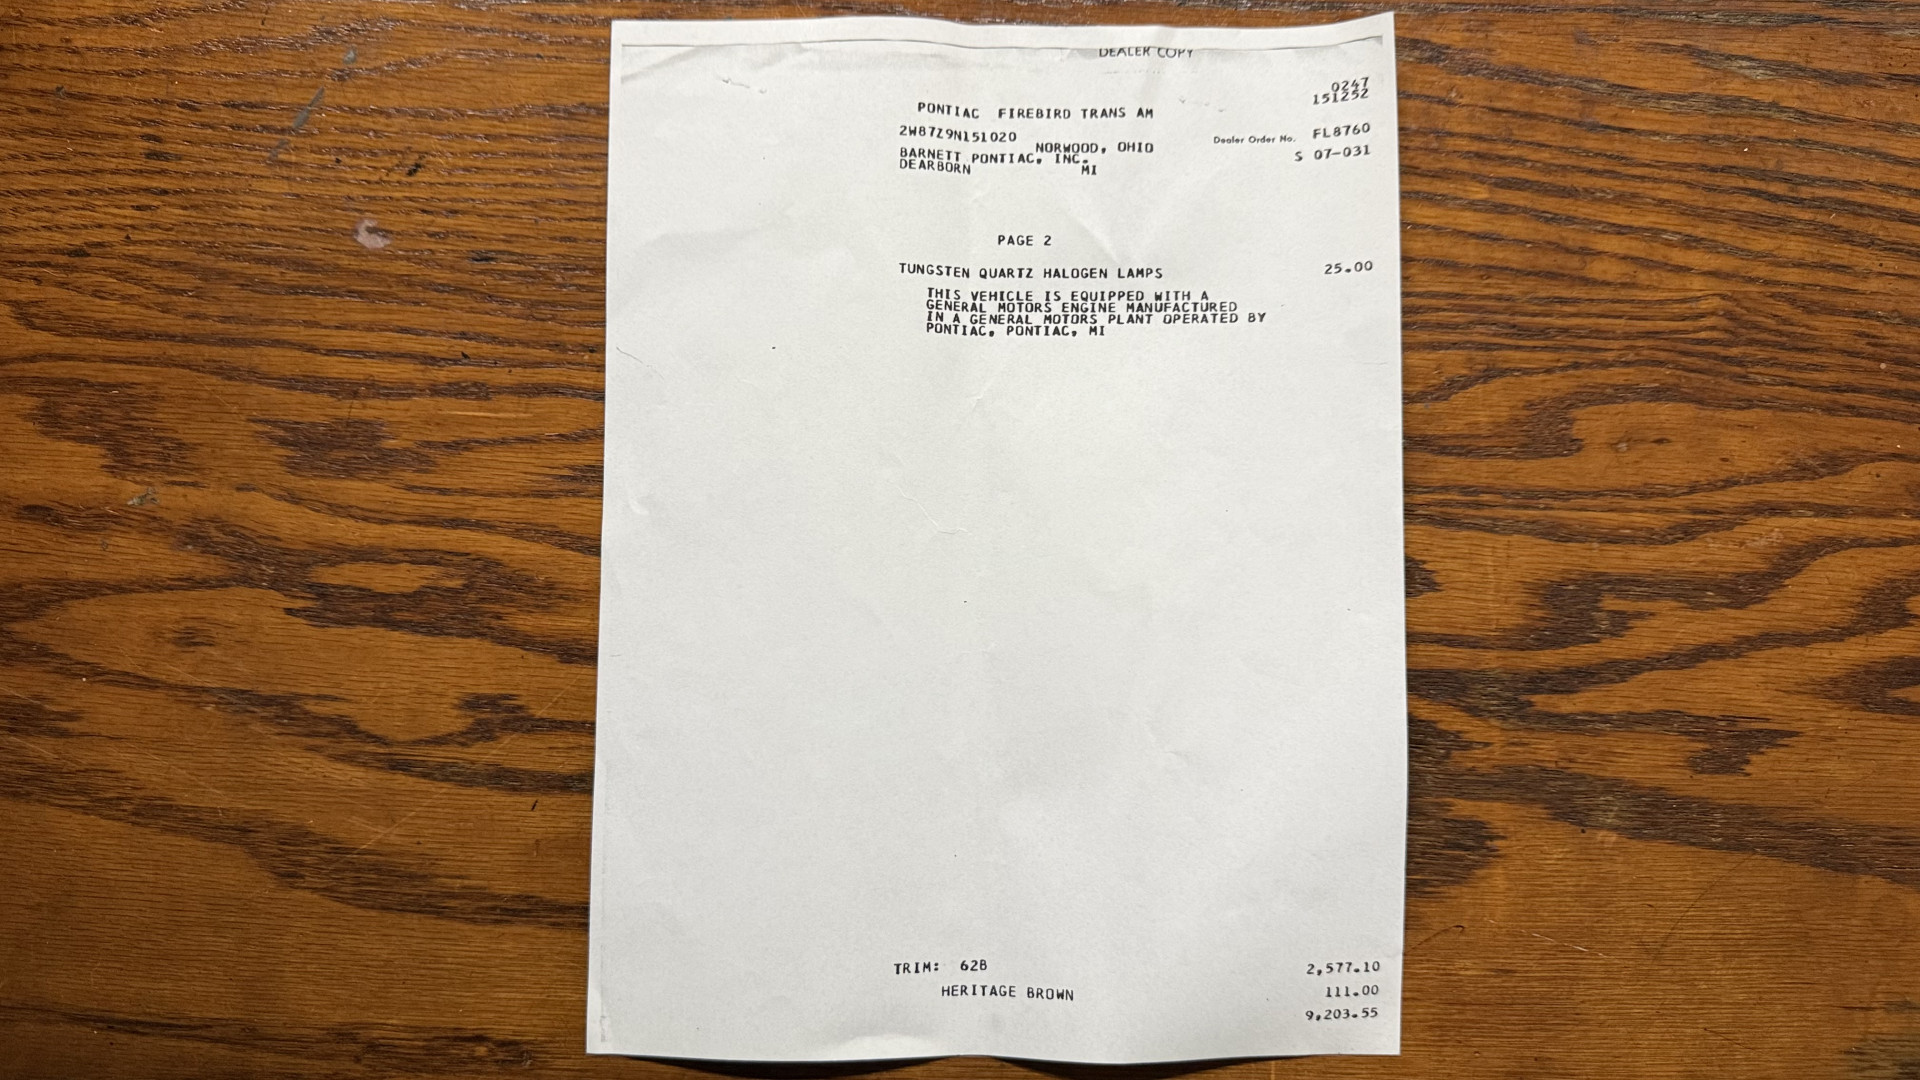 DEALER COPY
0247
151252
PONTIAC FIREBIRD TRANS AM
2W87Z9N151020
NORWOOD, OHIO
Dealer Order No. FL8760
BARNETT PONTIAC, INC.
S 07-031
DEARBORN MI
PAGE 2
TUNGSTEN QUARTZ HALOGEN LAMPS 25.00
THIS VEHICLE IS EQUIPPED WITH A
GENERAL MOTORS ENGINE MANUFACTURED
IN A GENERAL MOTORS PLANT OPERATED BY
PONTIAC, PONTIAC, MI
TRIM: 62B 2,577.10
HERITAGE BROWN 111.00
9,203.55